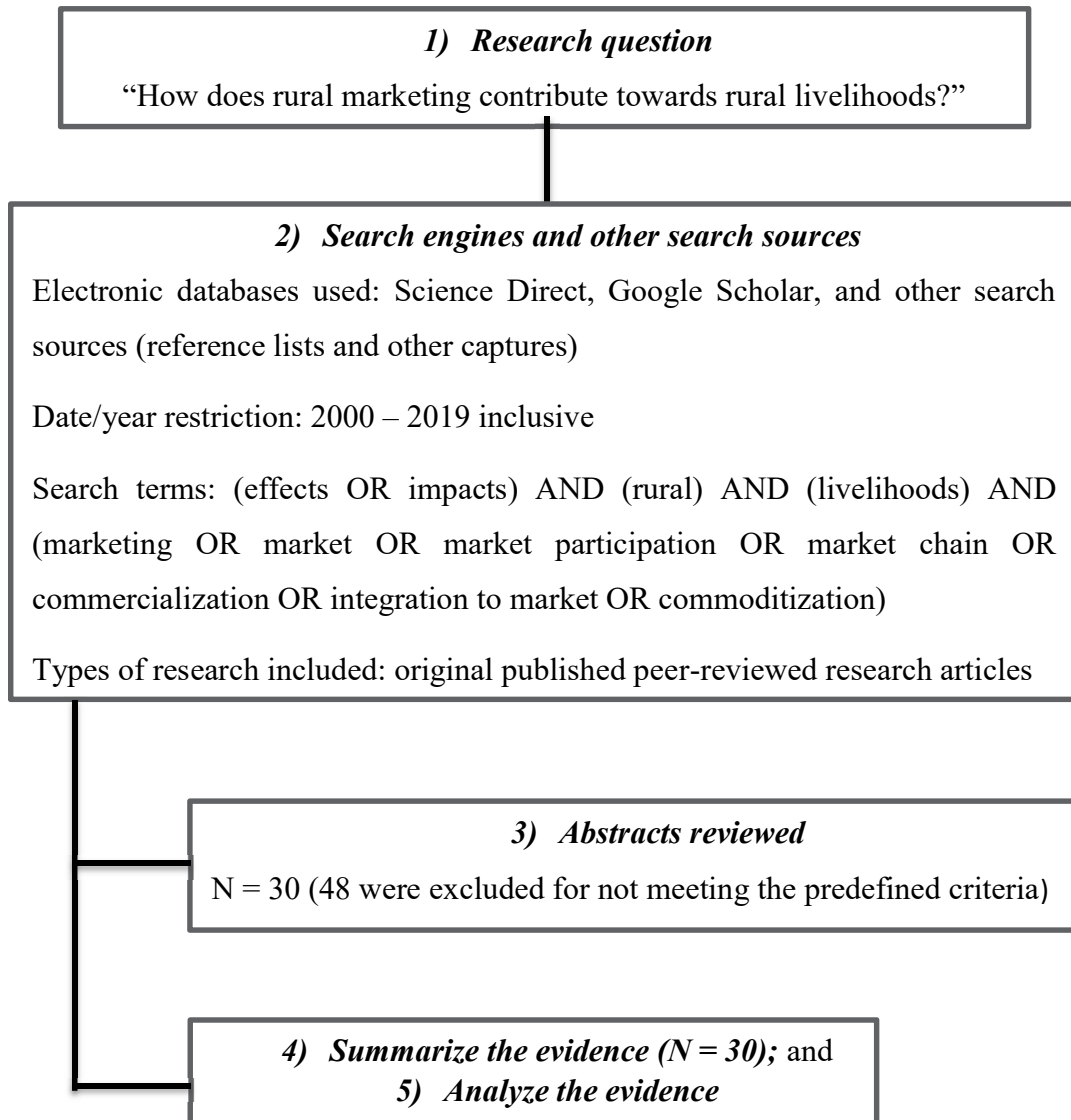 1) Research question
“How does rural marketing contribute towards rural livelihoods?”
2) Search engines and other search sources
Electronic databases used: Science Direct, Google Scholar, and other search
sources (reference lists and other captures)
Date/year restriction: 2000 – 2019 inclusive
Search terms: (effects OR impacts) AND (rural) AND (livelihoods) AND
(marketing OR market OR market participation OR market chain OR
commercialization OR integration to market OR commoditization)
Types of research included: original published peer-reviewed research articles
3) Abstracts reviewed
N = 30 (48 were excluded for not meeting the predefined criteria)
4) Summarize the evidence (N = 30); and
5) Analyze the evidence